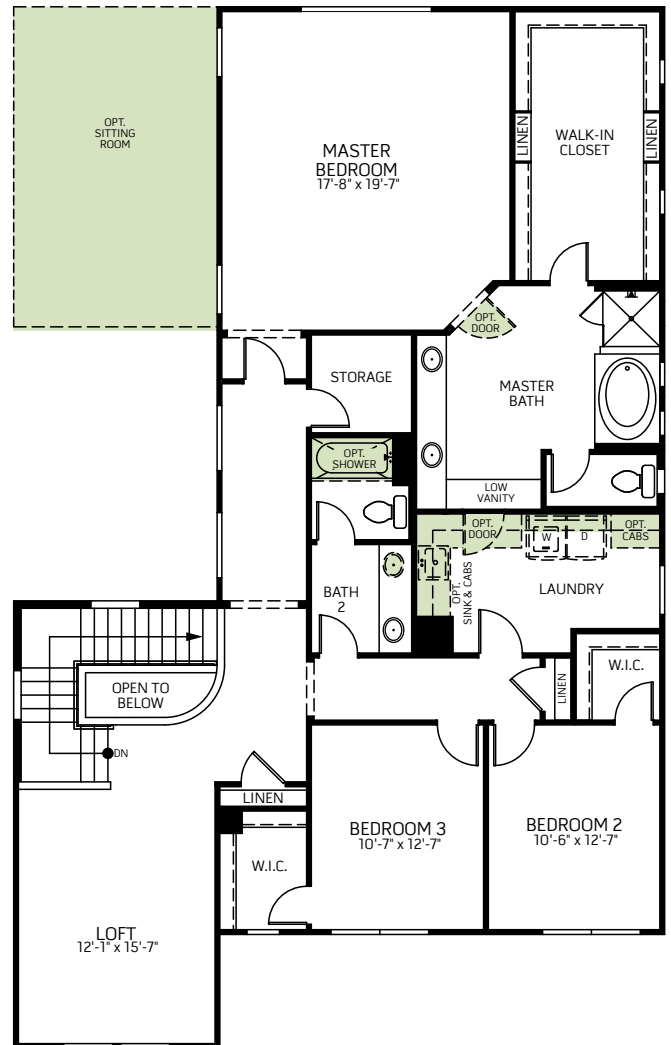 OPT.
SITTING
ROOM
MASTER
BEDROOM
17'-8" x 19'-7"
LINEN
WALK-IN
CLOSET
LINEN
OPT.
DOOR
STORAGE
MASTER
BATH
OPT.
SHOWER
LOW
VANITY
OPT.
DOOR
W
D
OPT.
CABS
BATH
2
OPT.
SINK & CABS
LAUNDRY
OPEN TO
BELOW
W.I.C.
LINEN
DN
LINEN
BEDROOM 3
10'-7" x 12'-7"
BEDROOM 2
10'-6" x 12'-7"
W.I.C.
LOFT
12'-1" x 15'-7"